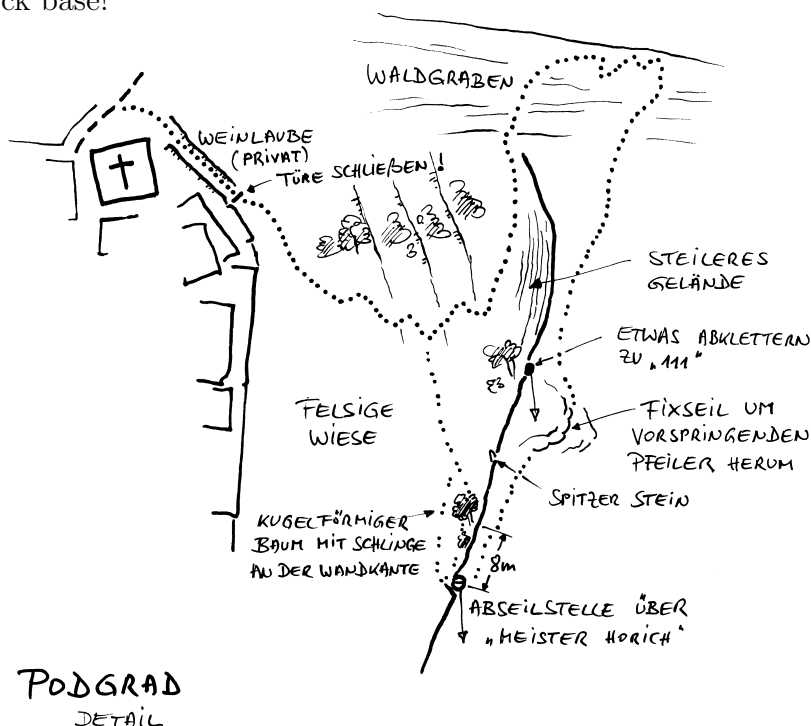 ck base!
WALDGRABEN
WEINLAUBE
(PRIVAT)
TÜRE SCHLIEßEN!
STEILERES
GELÄNDE
ETWAS ABKLETTERN
ZU „111"
FELSIGE
WIESE
FIXSEIL UM
VORSPRINGENDEN
PFEILER HERUM
SPITZER STEIN
KUGELFÖRMIGER
BAUM MIT SCHLINGE
AN DER WANDKANTE
8m
ABSEILSTELLE ÜBER
„MEISTER HORICH"
PODGRAD
DETAIL